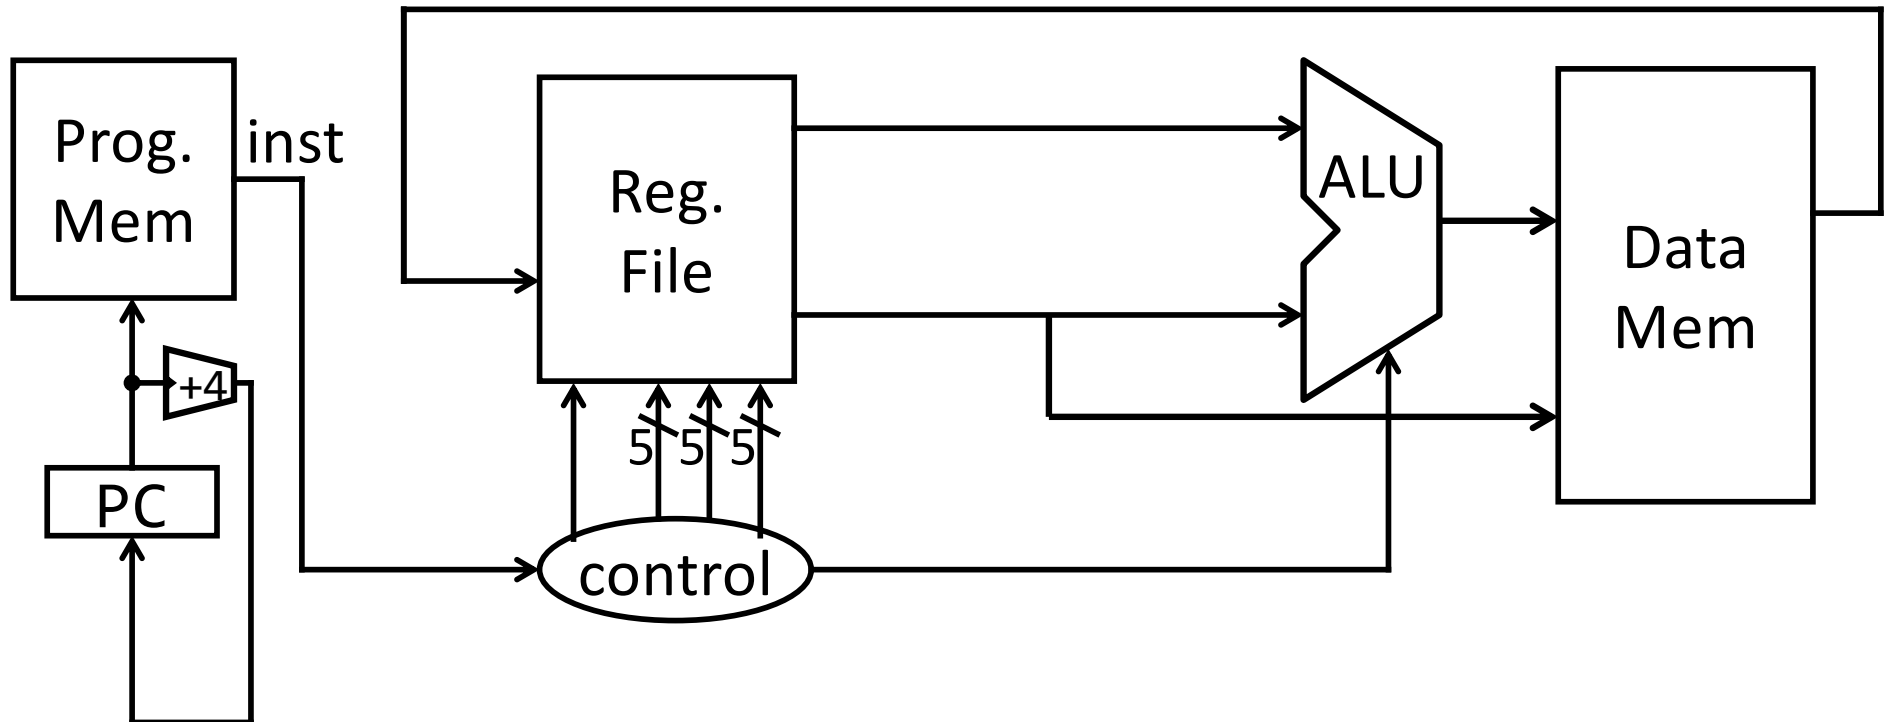 Prog.
Mem
inst
Reg.
File
ALU
Data
Mem
+4
5 5 5
PC
control